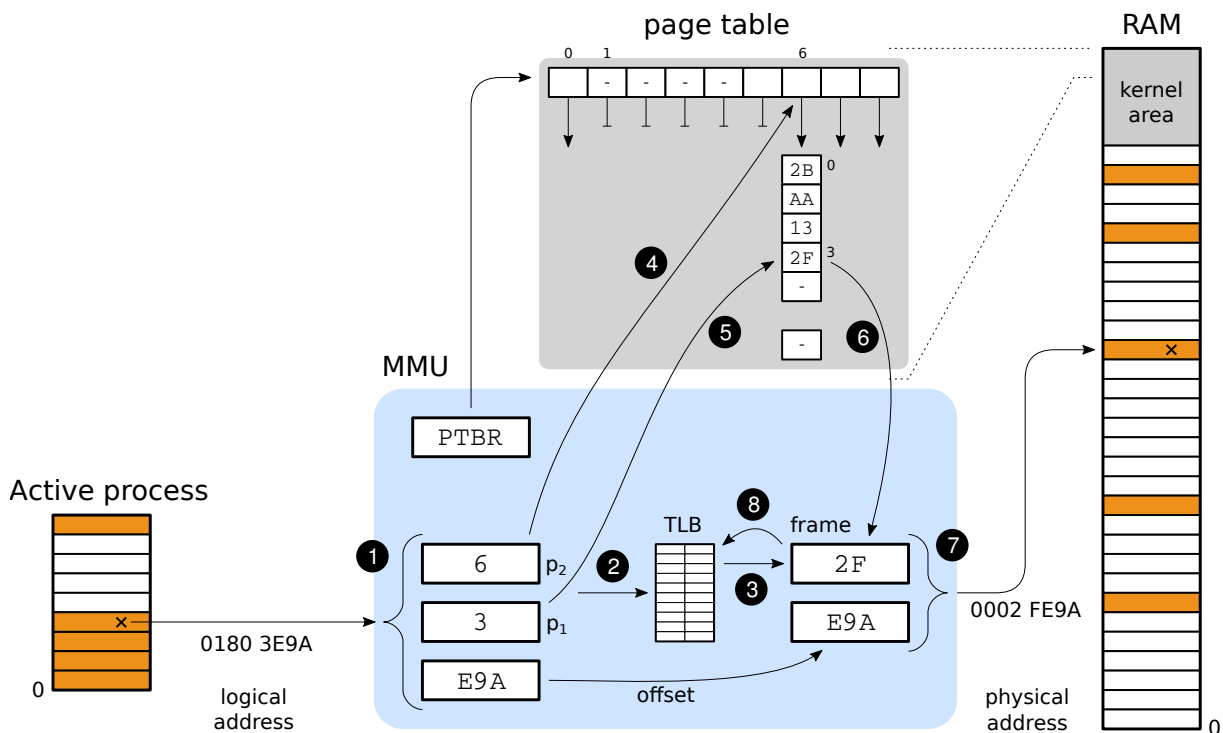 page table
RAM
0 1 6
- - - -
kernel
area
2B 0
AA
13
2F 3
-
-
4
5
6
MMU
PTBR
Active process
0
0180 3E9A
logical
address
1
6 p2
3 p1
E9A
2
TLB
8
3
frame
2F
E9A
offset
7
0002 FE9A
physical
address
0